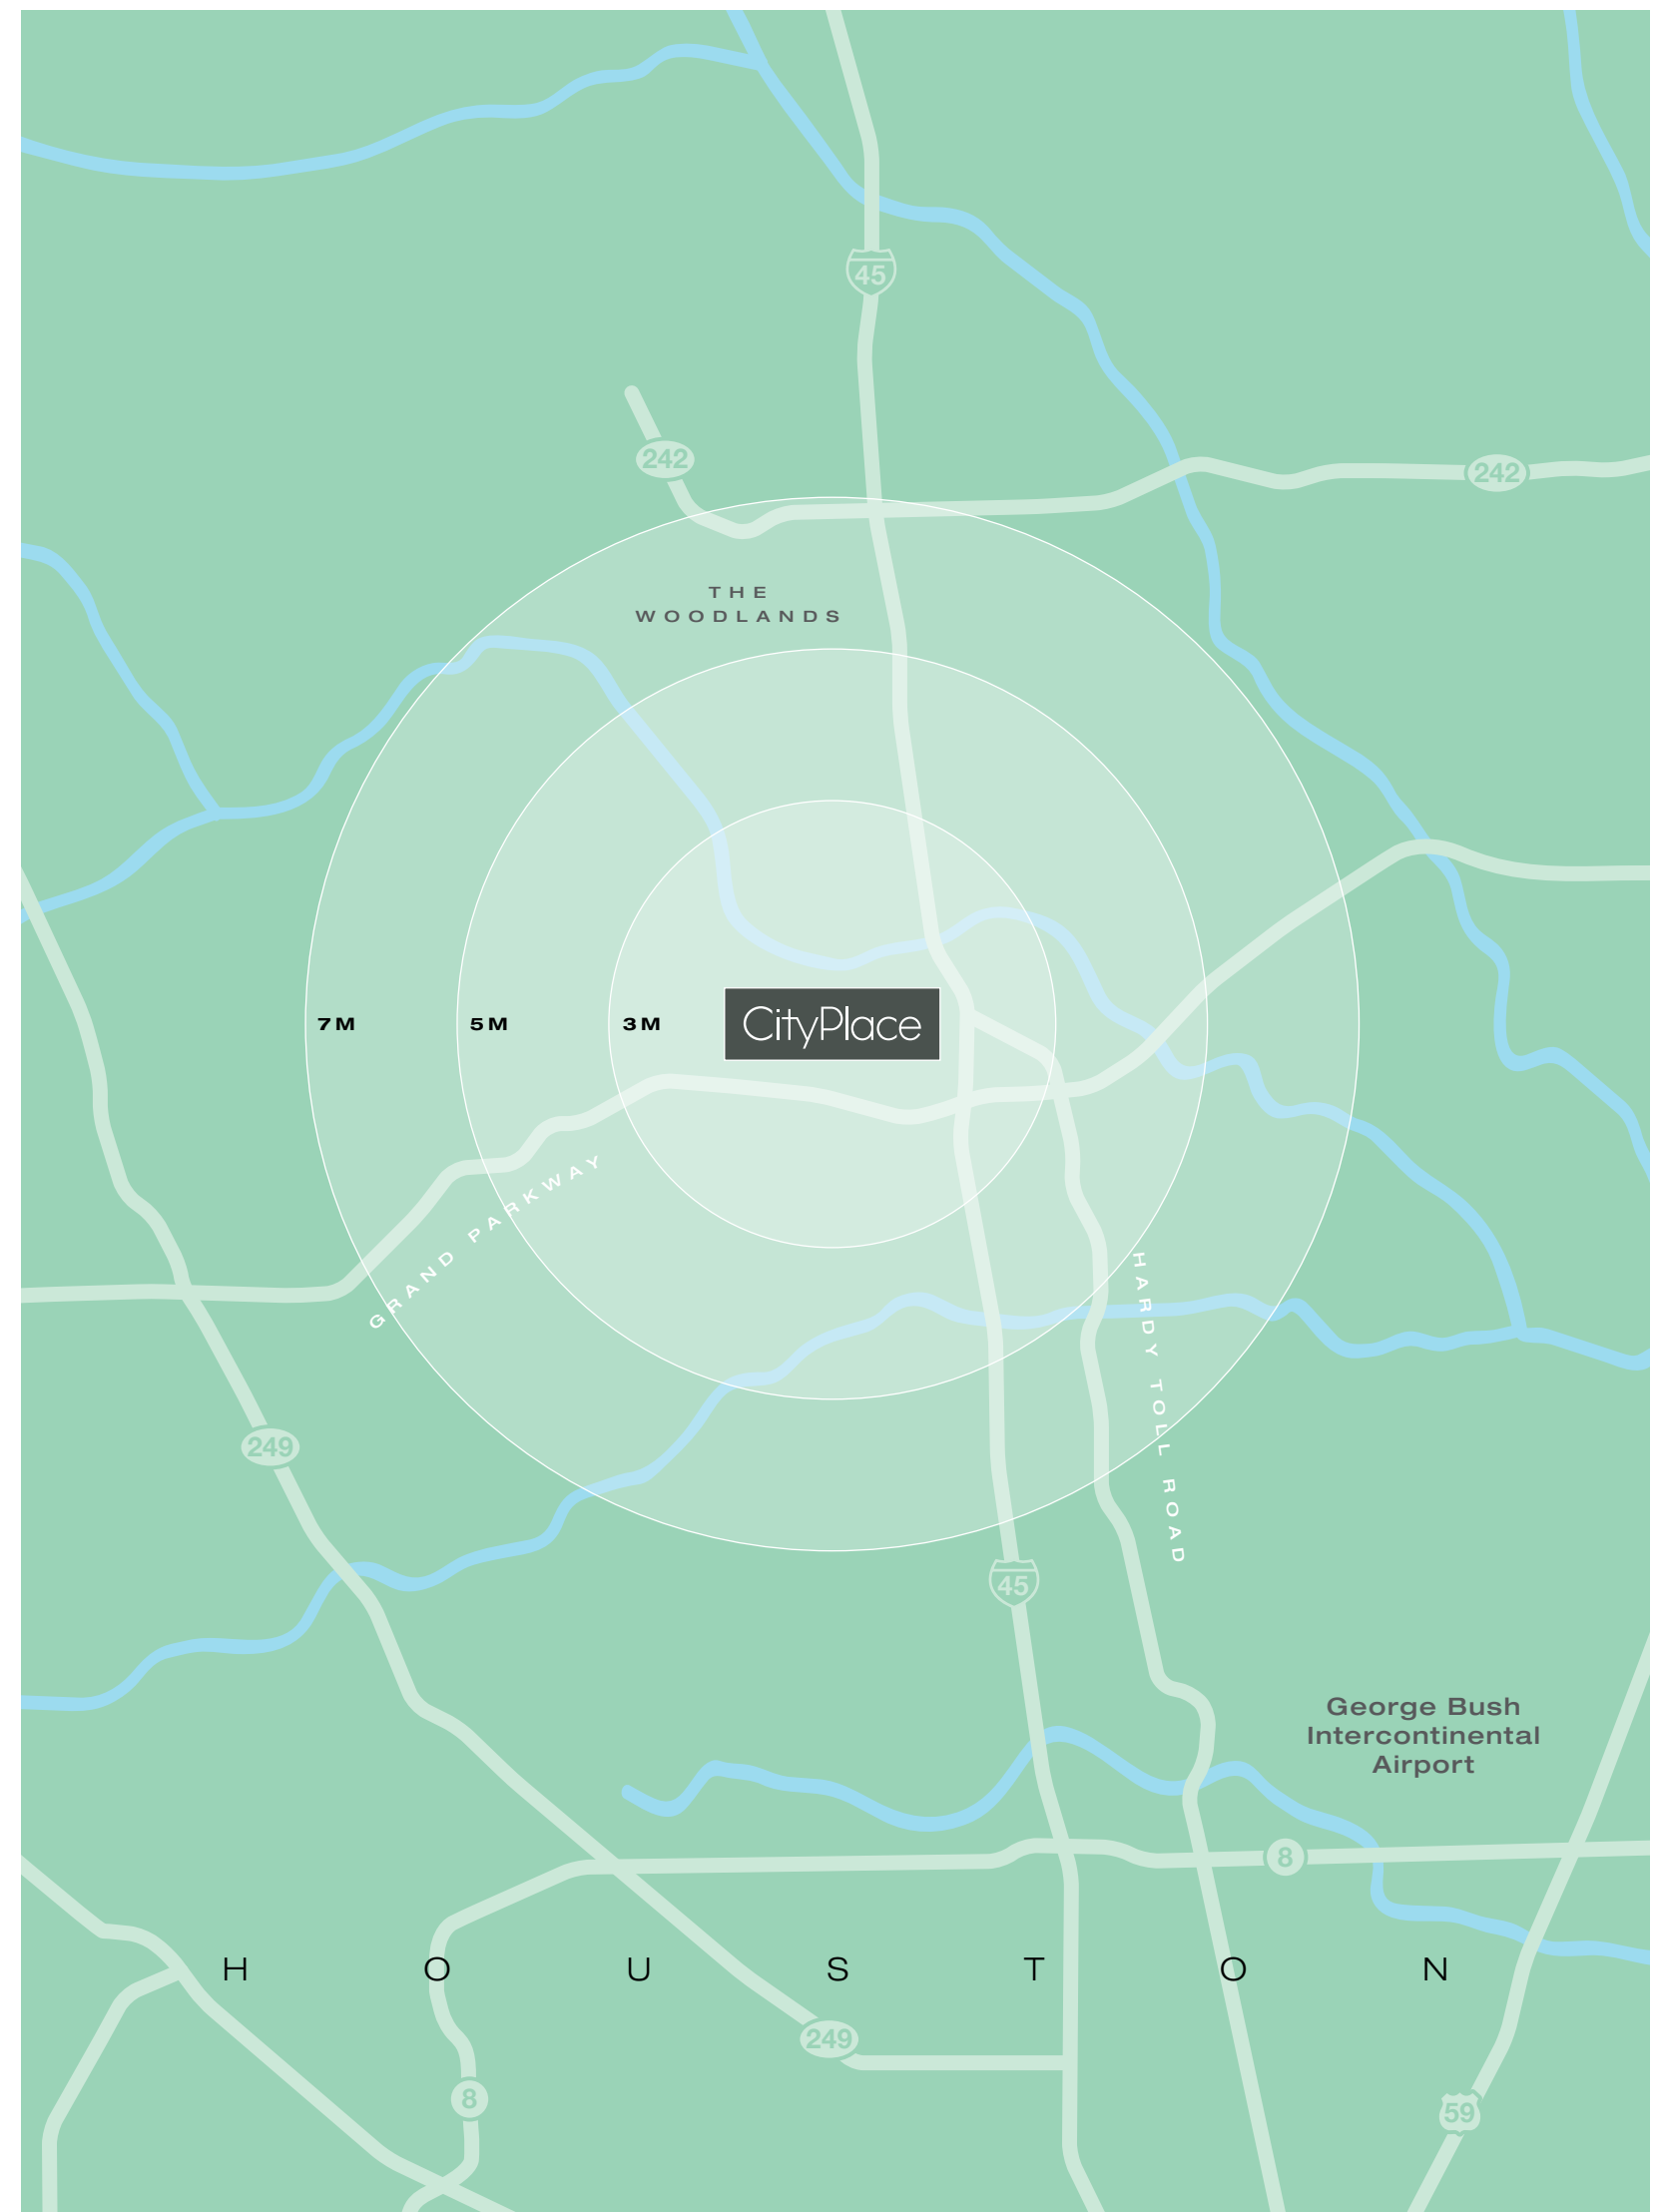 45
242
242
THE
WOODLANDS
7M
5M
3M
CityPlace
GRAND PARKWAY
HARDY TOLL ROAD
249
45
George Bush
Intercontinental
Airport
8
HOUSTON
249
8
59